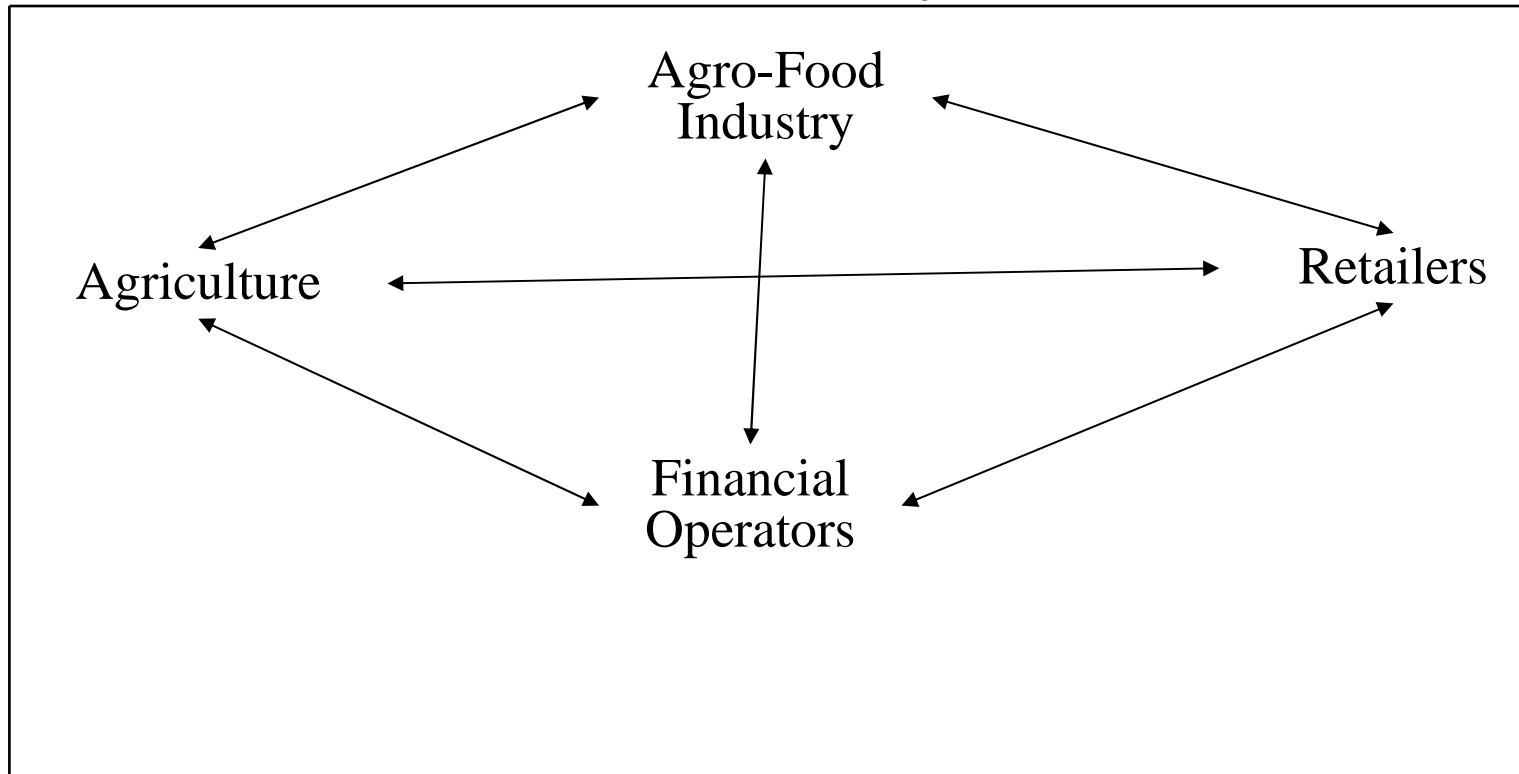 Agro-Food
Industry
Agriculture
Retailers
Financial
Operators